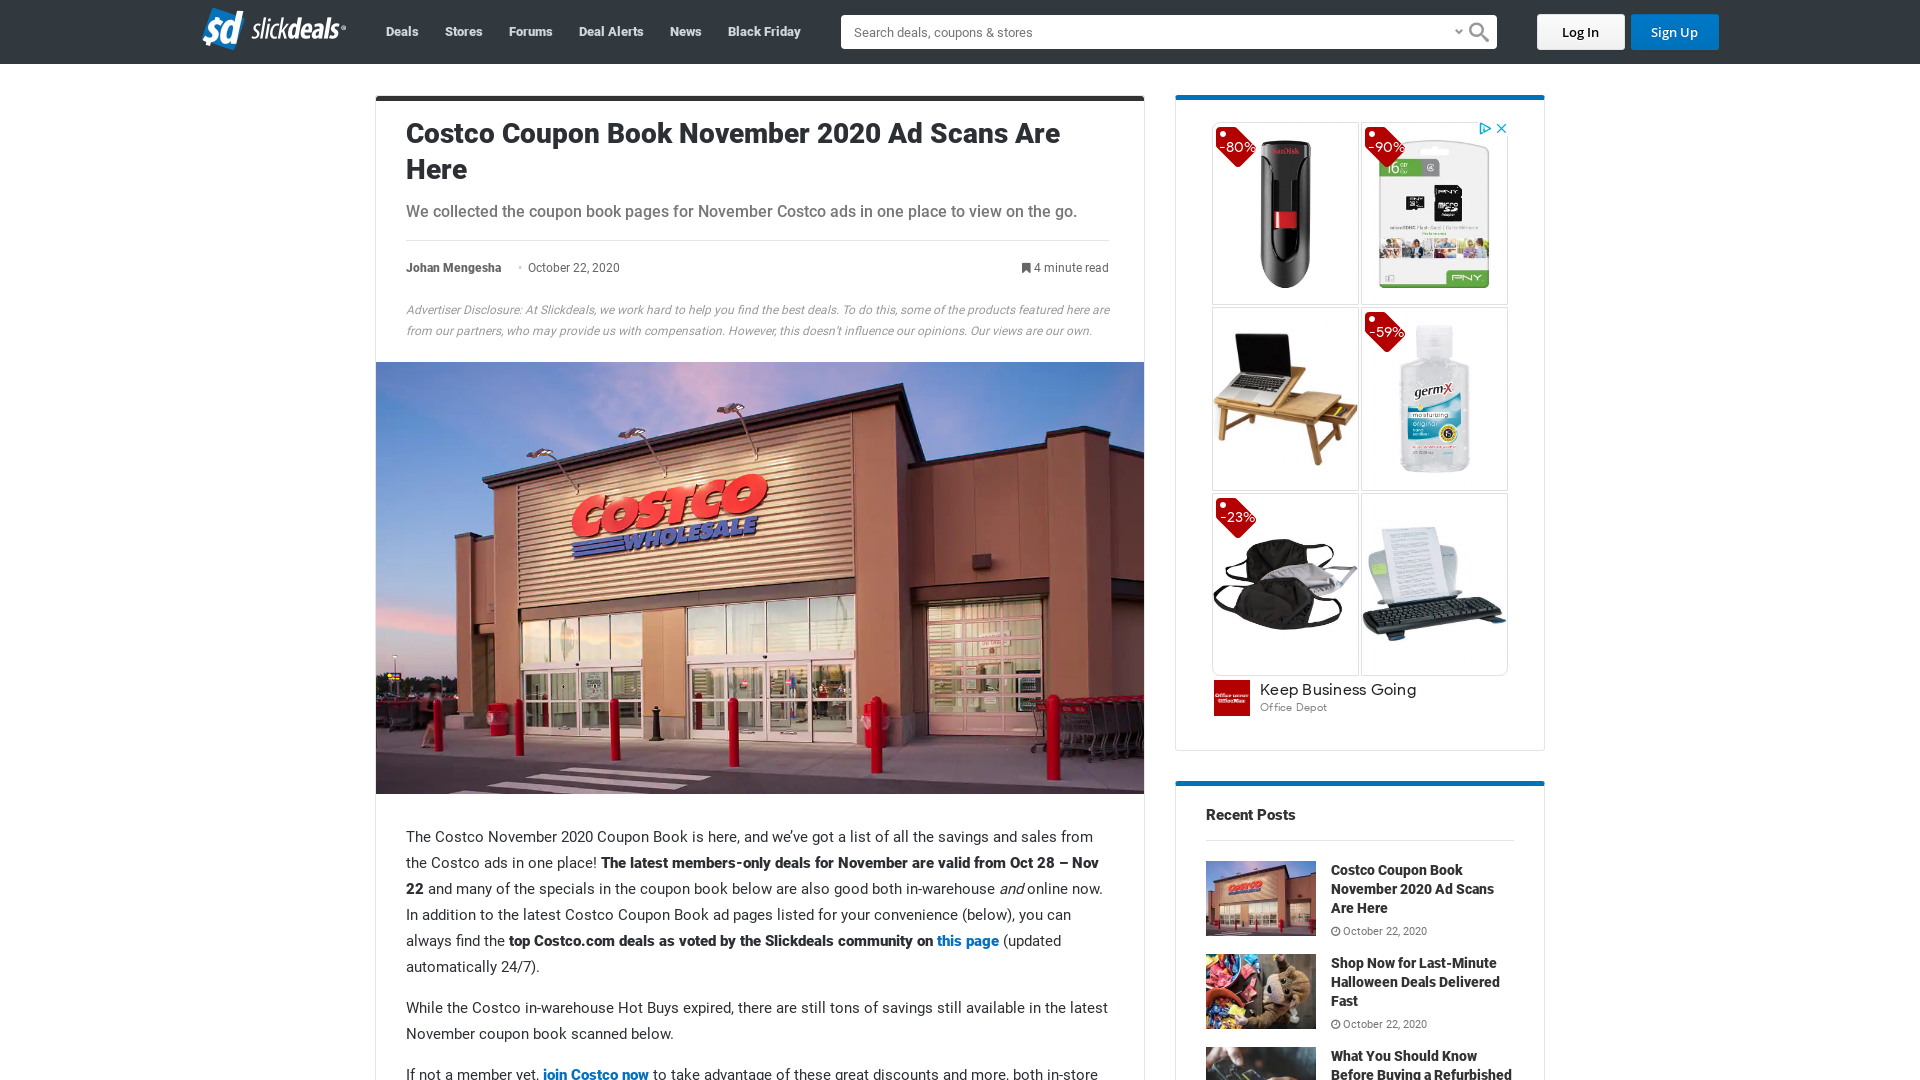 sd slickdeals
Deals
Stores
Forums
Deal Alerts
News
Black Friday
Search deals, coupons & stores
Log In
Sign Up
Costco Coupon Book November 2020 Ad Scans Are
Here
We collected the coupon book pages for November Costco ads in one place to view on the go.
Johan Mengesha • October 22, 2020
4 minute read
Advertiser Disclosure: At Slickdeals, we work hard to help you find the best deals. To do this, some of the products featured here are
from our partners, who may provide us with compensation. However, this doesn't influence our opinions. Our views are our own.
COSTCO
WHOLESALE
The Costco November 2020 Coupon Book is here, and we’ve got a list of all the savings and sales from
the Costco ads in one place! The latest members-only deals for November are valid from Oct 28 – Nov
22 and many of the specials in the coupon book below are also good both in-warehouse and online now.
In addition to the latest Costco Coupon Book ad pages listed for your convenience (below), you can
always find the top Costco.com deals as voted by the Slickdeals community on this page (updated
automatically 24/7).
While the Costco in-warehouse Hot Buys expired, there are still tons of savings still available in the latest
November coupon book scanned below.
If not a member yet, join Costco now to take advantage of these great discounts and more, both in-store
-80%
SanDisk
-90%
16
PNY
micro SD
PNY
-59%
germ-X
moisturizing
original
-23%
Office DEPOT
OfficeMax
Keep Business Going
Office Depot
Recent Posts
Costco Coupon Book
November 2020 Ad Scans
Are Here
October 22, 2020
Shop Now for Last-Minute
Halloween Deals Delivered
Fast
October 22, 2020
What You Should Know
Before Buying a Refurbished